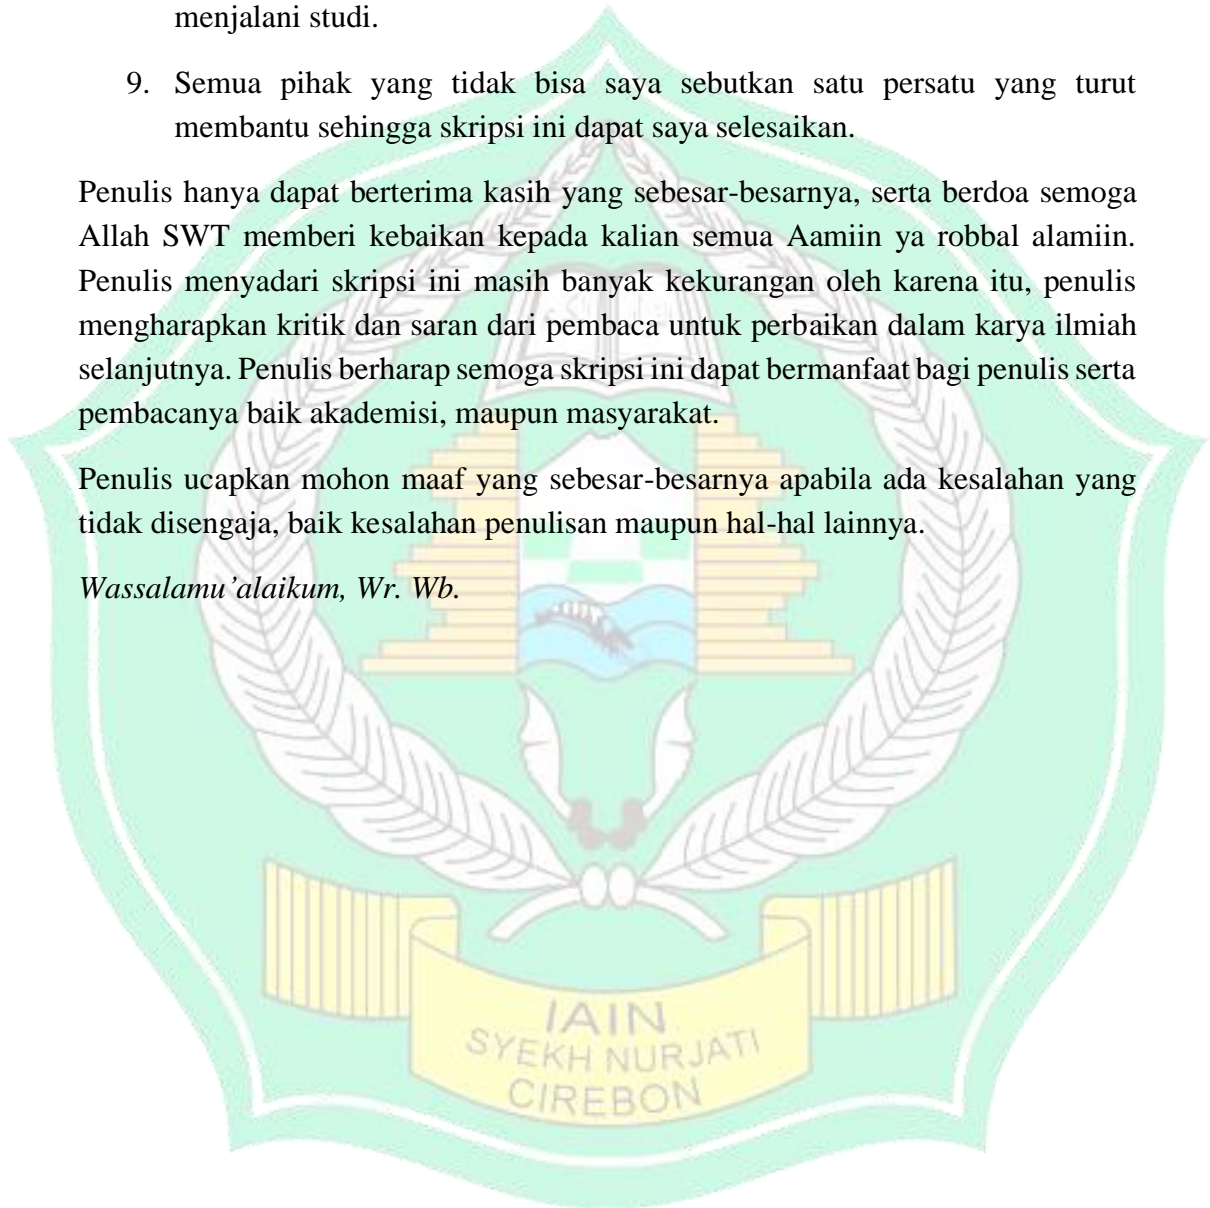 menjalani studi.
9. Semua pihak yang tidak bisa saya sebutkan satu persatu yang turut
membantu sehingga skripsi ini dapat saya selesaikan.
Penulis hanya dapat berterima kasih yang sebesar-besarnya, serta berdoa semoga
Allah SWT memberi kebaikan kepada kalian semua Aamiin ya robbal alamiin.
Penulis menyadari skripsi ini masih banyak kekurangan oleh karena itu, penulis
mengharapkan kritik dan saran dari pembaca untuk perbaikan dalam karya ilmiah
selanjutnya. Penulis berharap semoga skripsi ini dapat bermanfaat bagi penulis serta
pembacanya baik akademisi, maupun masyarakat.
Penulis ucapkan mohon maaf yang sebesar-besarnya apabila ada kesalahan yang
tidak disengaja, baik kesalahan penulisan maupun hal-hal lainnya.
Wassalamu’alaikum, Wr. Wb.
IAIN
SYEKH NURJATI
CIREBON